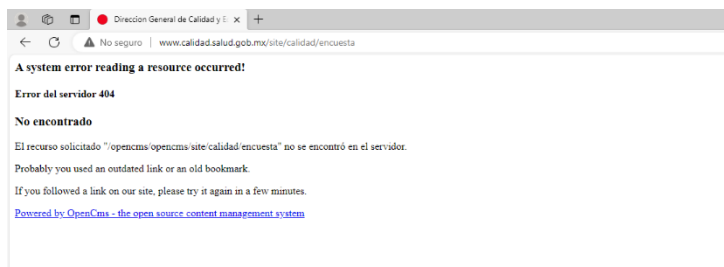 Direccion General de Calidad y E
No seguro | www.calidad.salud.gob.mx/site/calidad/encuesta
A system error reading a resource occurred!
Error del servidor 404
No encontrado
El recurso solicitado "/opencms/opencms/site/calidad/encuesta" no se encontró en el servidor.
Probably you used an outdated link or an old bookmark.
If you followed a link on our site, please try it again in a few minutes.
Powered by OpenCms - the open source content management system